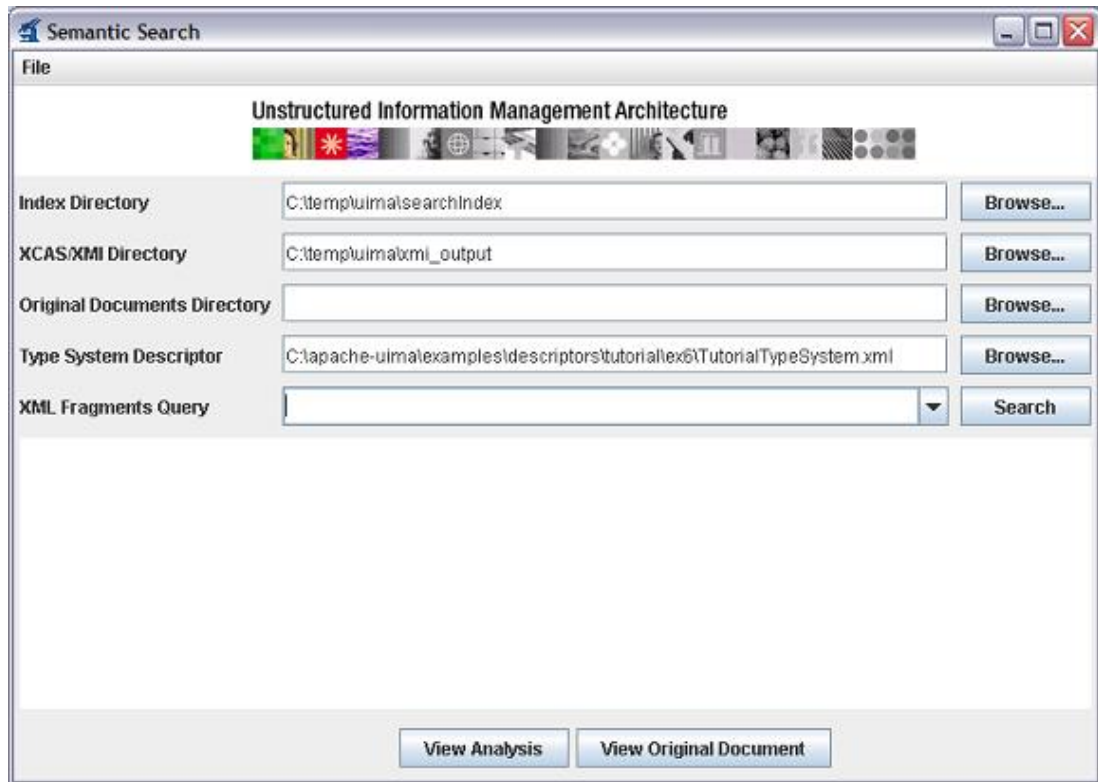 Semantic Search
File
Unstructured Information Management Architecture
Index Directory C:\temp\uima\searchIndex Browse...
XCAS/XMI Directory C:\temp\uima\xmi_output Browse...
Original Documents Directory Browse...
Type System Descriptor C:\apache-uima\examples\descriptors\tutorial\ex6\TutorialTypeSystem.xml Browse...
XML Fragments Query Search
View Analysis View Original Document